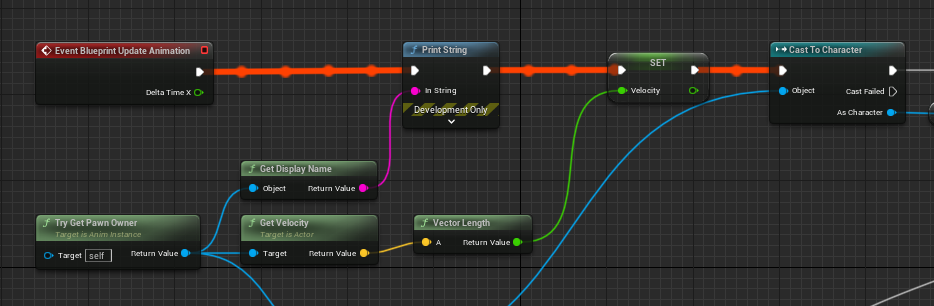 Event Blueprint Update Animation
Delta Time X
Print String
In String
Development Only
SET
Velocity
Cast To Character
Object
Cast Failed
As Character
Get Display Name
Object
Return Value
Try Get Pawn Owner
Target is Anim Instance
Target
self
Return Value
Get Velocity
Target is Actor
Target
Return Value
Vector Length
A
Return Value